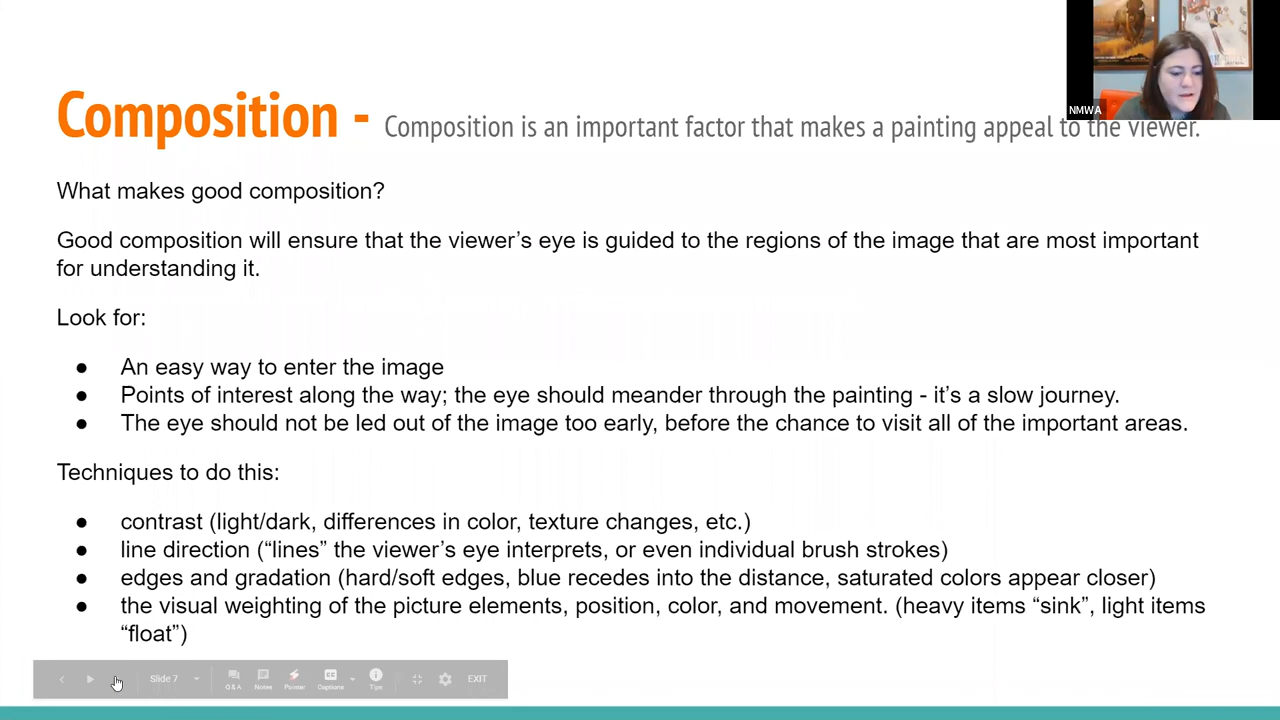 Composition - Composition is an important factor that makes a painting appeal to the viewer.
NMWA
What makes good composition?
Good composition will ensure that the viewer’s eye is guided to the regions of the image that are most important
for understanding it.
Look for:
● An easy way to enter the image
● Points of interest along the way; the eye should meander through the painting - it’s a slow journey.
● The eye should not be led out of the image too early, before the chance to visit all of the important areas.
Techniques to do this:
● contrast (light/dark, differences in color, texture changes, etc.)
● line direction (“lines” the viewer’s eye interprets, or even individual brush strokes)
● edges and gradation (hard/soft edges, blue recedes into the distance, saturated colors appear closer)
● the visual weighting of the picture elements, position, color, and movement. (heavy items “sink”, light items
“float”)
Slide 7 Q&A Notes Pointer CC Captions Tips EXIT